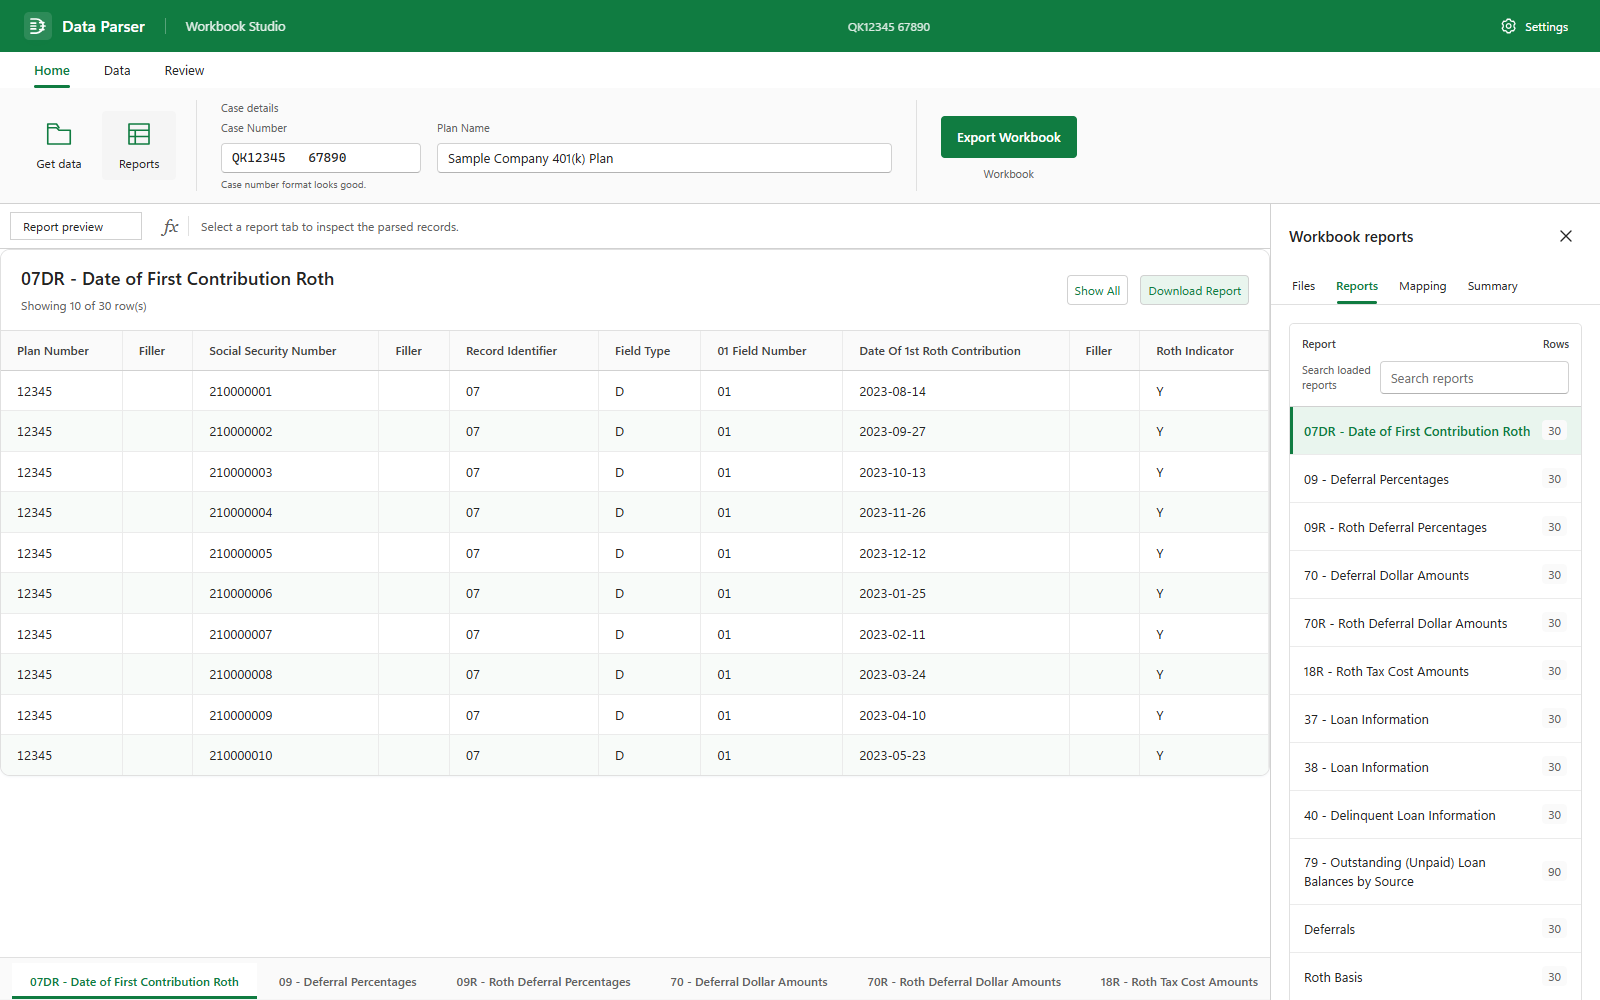 Data Parser
Workbook Studio
QK12345 67890
Settings
Home
Data
Review
Get data
Reports
Case details
Case Number
QK12345   67890
Case number format looks good.
Plan Name
Sample Company 401(k) Plan
Export Workbook
Workbook
Report preview
fx
Select a report tab to inspect the parsed records.
07DR - Date of First Contribution Roth
Showing 10 of 30 row(s)
Show All
Download Report
Plan Number Filler Social Security Number Filler Record Identifier Field Type 01 Field Number Date Of 1st Roth Contribution Filler Roth Indicator
12345 210000001 07 D 01 2023-08-14 Y
12345 210000002 07 D 01 2023-09-27 Y
12345 210000003 07 D 01 2023-10-13 Y
12345 210000004 07 D 01 2023-11-26 Y
12345 210000005 07 D 01 2023-12-12 Y
12345 210000006 07 D 01 2023-01-25 Y
12345 210000007 07 D 01 2023-02-11 Y
12345 210000008 07 D 01 2023-03-24 Y
12345 210000009 07 D 01 2023-04-10 Y
12345 210000010 07 D 01 2023-05-23 Y
07DR - Date of First Contribution Roth
09 - Deferral Percentages
09R - Roth Deferral Percentages
70 - Deferral Dollar Amounts
70R - Roth Deferral Dollar Amounts
18R - Roth Tax Cost Amounts
Workbook reports
Files
Reports
Mapping
Summary
Report Rows
Search loaded
reports
Search reports
07DR - Date of First Contribution Roth 30
09 - Deferral Percentages 30
09R - Roth Deferral Percentages 30
70 - Deferral Dollar Amounts 30
70R - Roth Deferral Dollar Amounts 30
18R - Roth Tax Cost Amounts 30
37 - Loan Information 30
38 - Loan Information 30
40 - Delinquent Loan Information 30
79 - Outstanding (Unpaid) Loan
Balances by Source 90
Deferrals 30
Roth Basis 30